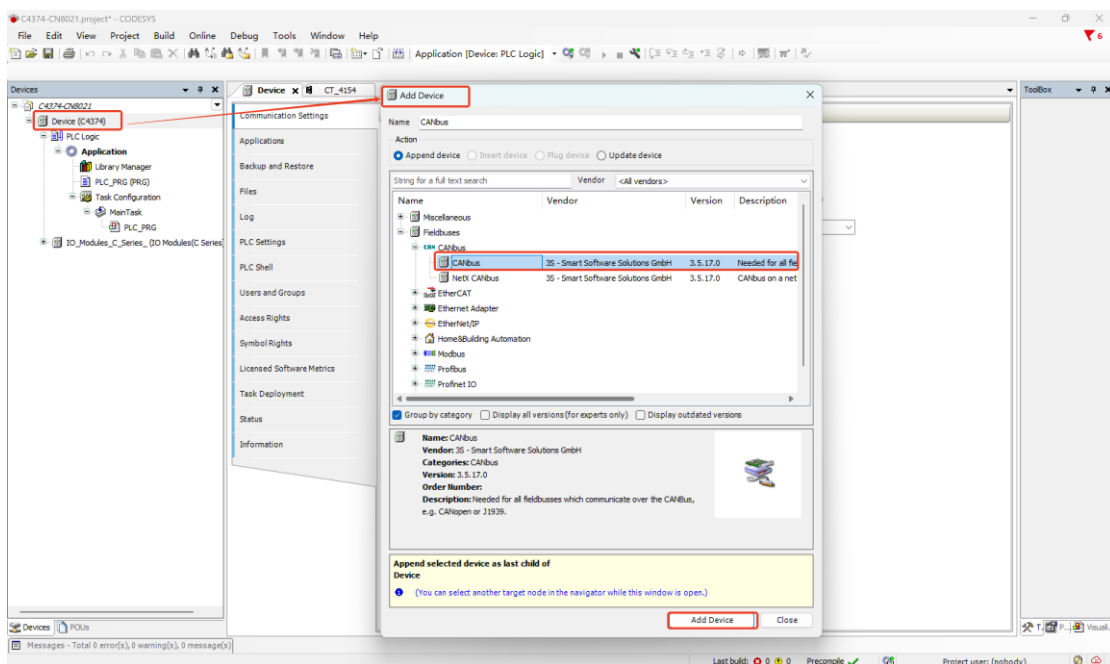 C4374-CN8021.project* - CODESYS
File Edit View Project Build Online Debug Tools Window Help
6
Application [Device: PLC Logic]
Devices
C4374-CN8021
Device (C4374)
PLC Logic
Application
Library Manager
PLC_PRG (PRG)
Task Configuration
MainTask
PLC_PRG
IO_Modules_C_Series_ (IO Modules(C Series
Devices POUs
Device CT_4154
Communication Settings
Applications
Backup and Restore
Files
Log
PLC Settings
PLC Shell
Users and Groups
Access Rights
Symbol Rights
Licensed Software Metrics
Task Deployment
Status
Information
Add Device
Name CANbus
Action
Append device Insert device Plug device Update device
String for a full text search Vendor <All vendors>
Name Vendor Version Description
Miscellaneous
Fieldbuses
CAN CANbus
CANbus 3S - Smart Software Solutions GmbH 3.5.17.0 Needed for all fie
NetX CANbus 3S - Smart Software Solutions GmbH 3.5.17.0 CANbus on a net
EtherCAT
Ethernet Adapter
EtherNet/IP
Home&Building Automation
Modbus
Profibus
Profinet IO
Group by category Display all versions (for experts only) Display outdated versions
Name: CANbus
Vendor: 3S - Smart Software Solutions GmbH
Categories: CANbus
Version: 3.5.17.0
Order Number:
Description: Needed for all fieldbusses which communicate over the CANBus,
e.g. CANopen or J1939.
Append selected device as last child of
Device
(You can select another target node in the navigator while this window is open.)
Add Device Close
ToolBox
T. P... Visuali.
Messages - Total 0 error(s), 0 warning(s), 0 message(s)
Last build: 0 0 Precompile Project user: (nobody)